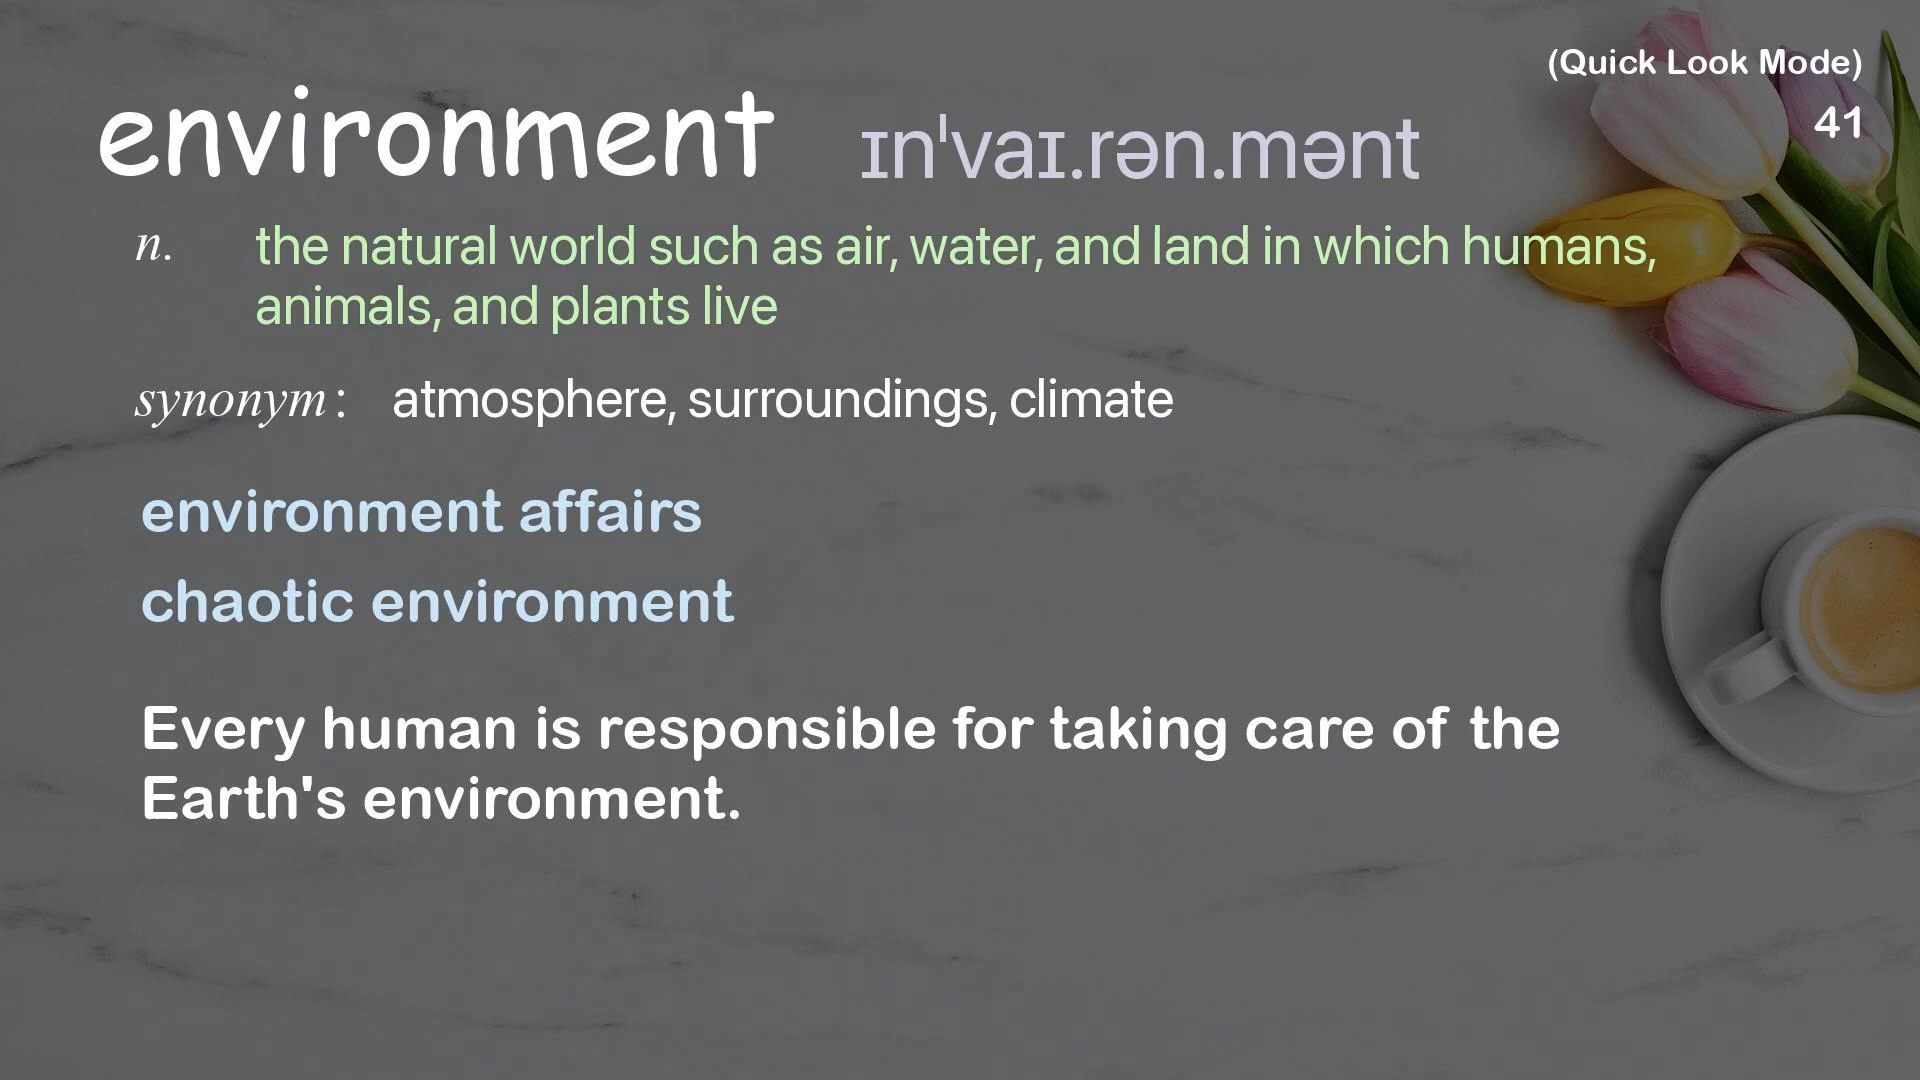 (Quick Look Mode)
41
environment ɪnˈvaɪ.rən.mənt
n. the natural world such as air, water, and land in which humans,
animals, and plants live
synonym : atmosphere, surroundings, climate
environment affairs
chaotic environment
Every human is responsible for taking care of the
Earth's environment.